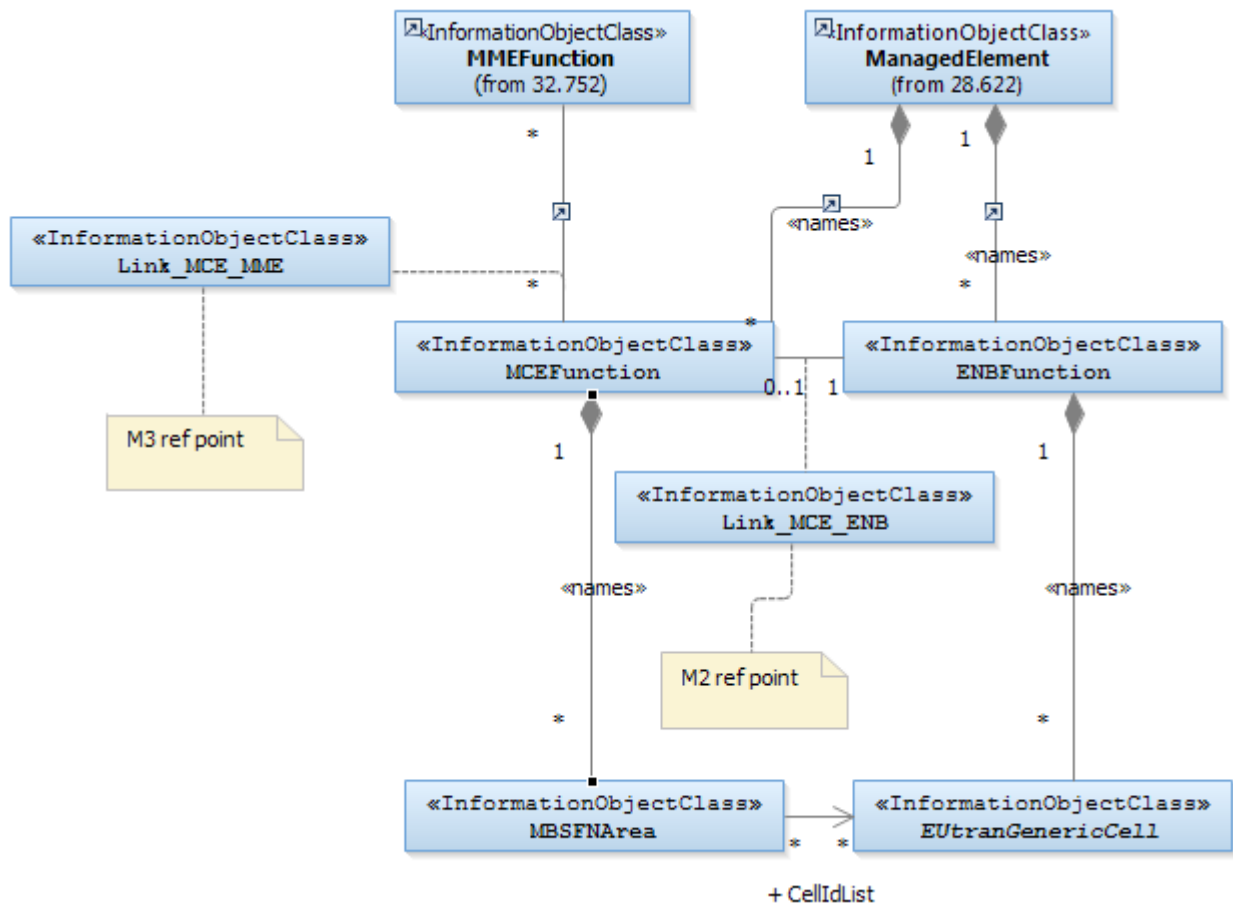 «InformationObjectClass»
MMEFunction
(from 32.752)
«InformationObjectClass»
ManagedElement
(from 28.622)
*
1
1
«names»
«InformationObjectClass»
Link_MCE_MME
«names»
*
*
*
«InformationObjectClass»
MCEFunction
«InformationObjectClass»
ENBFunction
0..1
1
M3 ref point
1
1
«InformationObjectClass»
Link_MCE_ENB
«names»
«names»
M2 ref point
*
*
«InformationObjectClass»
MBSFNArea
«InformationObjectClass»
EUtranGenericCell
*
*
+ CellIdList